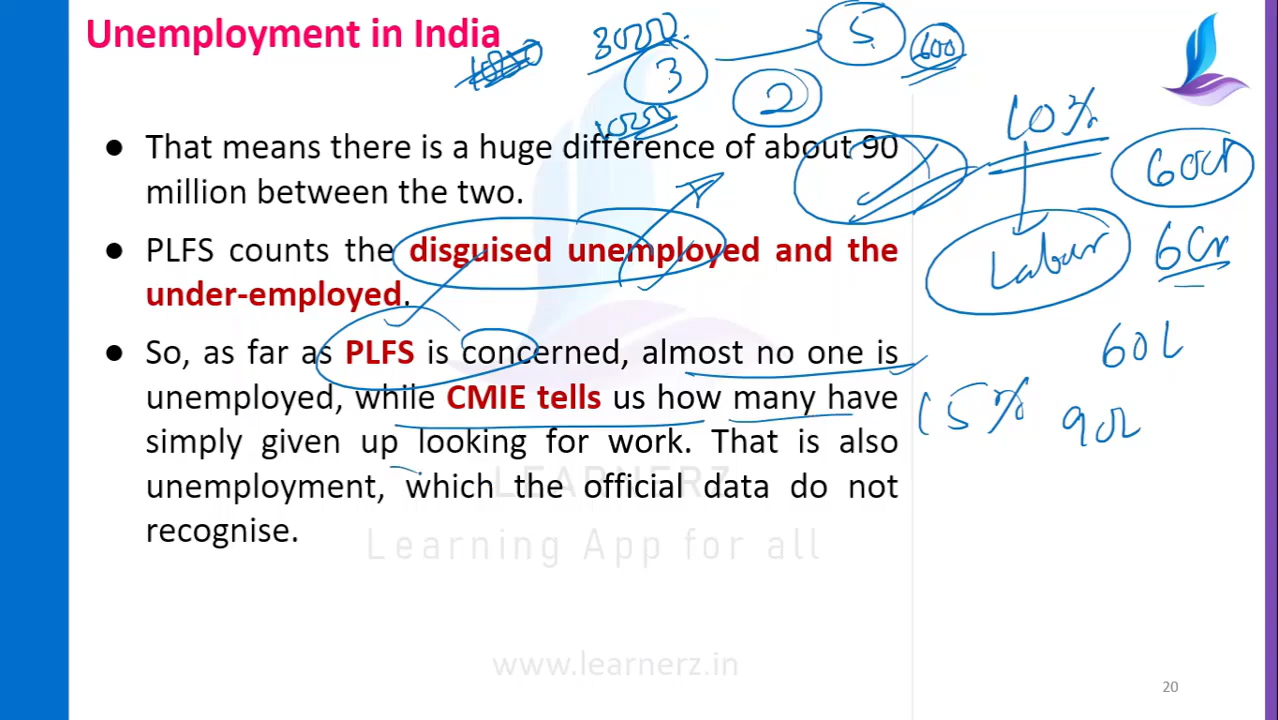 Unemployment in India
30000
5
600
3
2
10000
10%
60Cr
Labour
6Cr
● That means there is a huge difference of about 90
million between the two.
● PLFS counts the disguised unemployed and the
under-employed.
60L
● So, as far as PLFS is concerned, almost no one is
unemployed, while CMIE tells us how many have
15%
90L
simply given up looking for work. That is also
unemployment, which the official data do not
recognise.
LEARNERZ
Learning App for all
www.learnerz.in
20